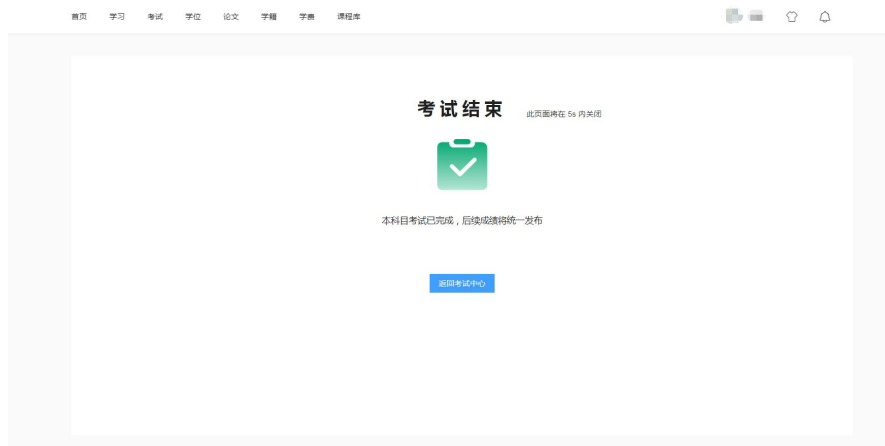 首页 学习 考试 学位 论文 学籍 学费 课程库
考试结束 此页面将在 5s 内关闭
本科目考试已完成，后续成绩将统一发布
返回考试中心